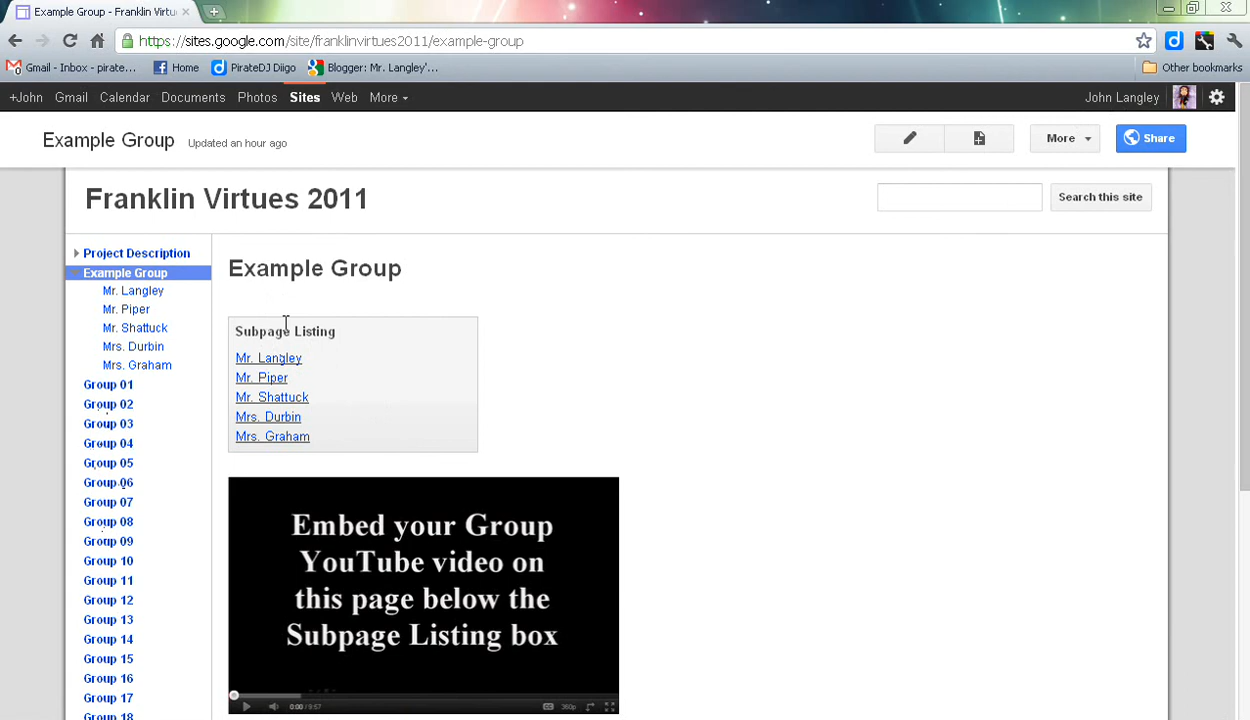 Example Group - Franklin Virtu
https://sites.google.com/site/franklinvirtues2011/example-group
Gmail - Inbox - pirate... Home PirateDJ Diigo Blogger: Mr. Langley'... Other bookmarks
+John Gmail Calendar Documents Photos Sites Web More John Langley
Example Group Updated an hour ago More Share
Franklin Virtues 2011 Search this site
Project Description
Example Group
Mr. Langley
Mr. Piper
Mr. Shattuck
Mrs. Durbin
Mrs. Graham
Group 01
Group 02
Group 03
Group 04
Group 05
Group 06
Group 07
Group 08
Group 09
Group 10
Group 11
Group 12
Group 13
Group 14
Group 15
Group 16
Group 17
Group 18
Example Group
Subpage Listing
Mr. Langley
Mr. Piper
Mr. Shattuck
Mrs. Durbin
Mrs. Graham
Embed your Group
YouTube video on
this page below the
Subpage Listing box
0:00 / 9:57 CC 360p